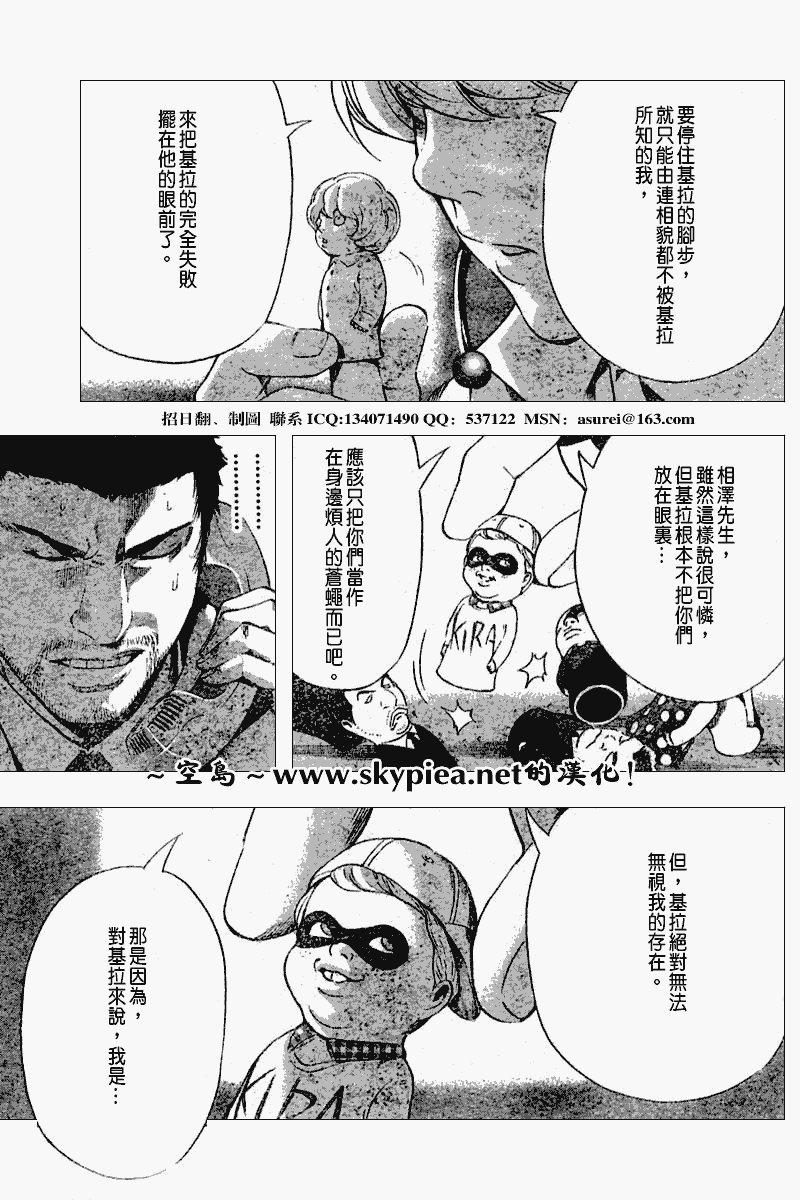 要停住基拉的腳步，
就只能由連相貌都不被基拉
所知的我，
來把基拉的完全失敗
擺在他的眼前了。
招日翻、制圖 聯系 ICQ:134071490 QQ：537122 MSN：asurei@163.com
相澤先生，
雖然這樣說很可憐，
但基拉根本不把你們
放在眼裏…
應該只把你們當作
在身邊煩人的蒼蠅而已吧。
KIRA
………
………
~空島~www.skypiea.net的漢化!
但，基拉絕對無法
無視我的存在。
KIRA
那是因為，
對基拉來說，我是…